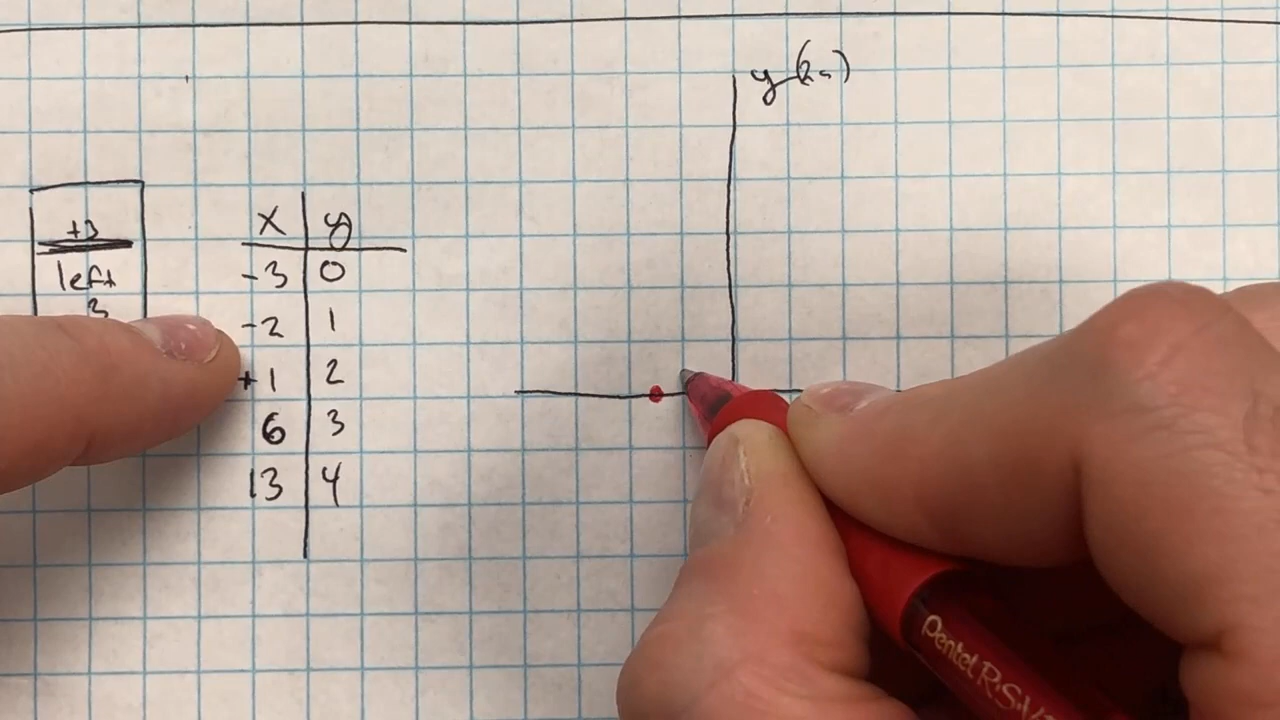 y
+3
left
3
x y
-3 0
-2 1
+1 2
6 3
13 4
Pentel R.S.V.